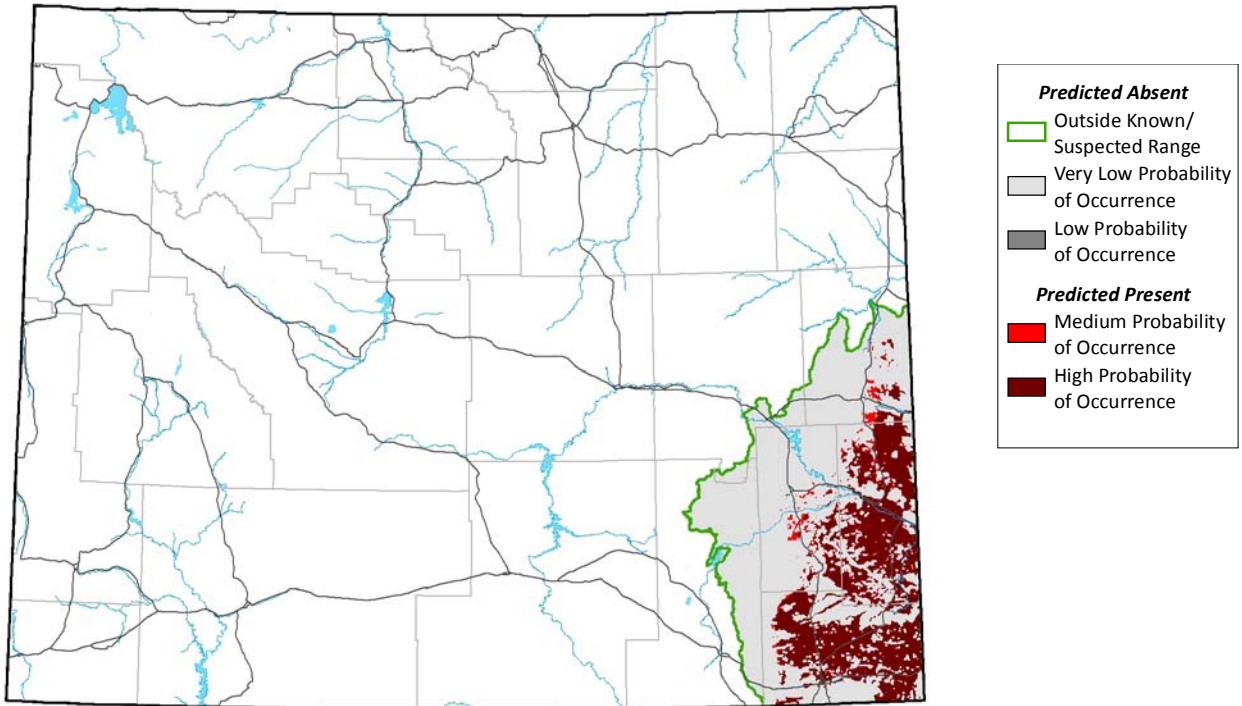 Predicted Absent
Outside Known/
Suspected Range
Very Low Probability
of Occurrence
Low Probability
of Occurrence
Predicted Present
Medium Probability
of Occurrence
High Probability
of Occurrence